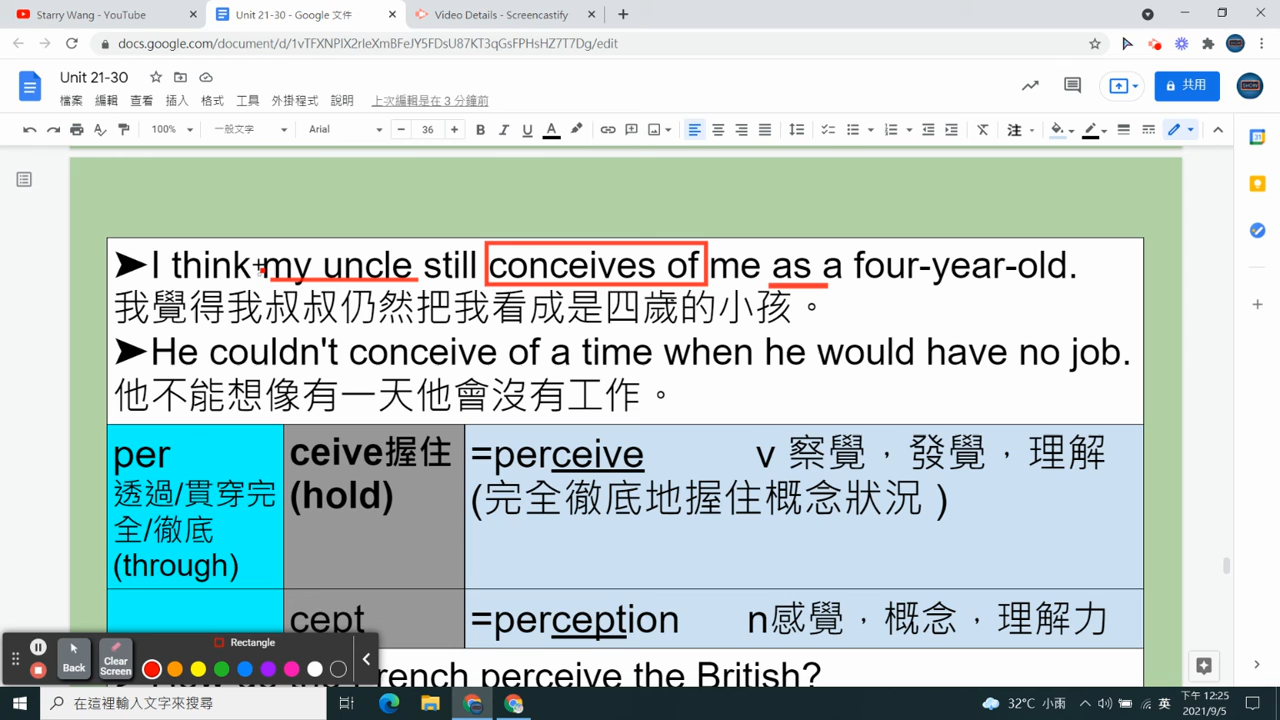 Starry Wang - YouTube
Unit 21-30 - Google 文件
Video Details - Screencastify
docs.google.com/document/d/1vTFXNPIX2rIeXmBFeJY5FDsU87KT3qGsFPHsHZ7T7Dg/edit
Unit 21-30
檔案 編輯 查看 插入 格式 工具 外掛程式 說明 上次編輯是在 3 分鐘前
共用
100% 一般文字 Arial 36 注
➤I think my uncle still conceives of me as a four-year-old.
我覺得我叔叔仍然把我看成是四歲的小孩。
➤He couldn't conceive of a time when he would have no job.
他不能想像有一天他會沒有工作。
per
透過/貫穿完
全/徹底
(through)
ceive握住
(hold)
=perceive v 察覺，發覺，理解
(完全徹底地握住概念狀況 )
cept
=perception n感覺，概念，理解力
French perceive the British?
Rectangle
Back
Clear
Screen
在這裡輸入文字來搜尋
32°C 小雨
英
下午 12:25
2021/9/5